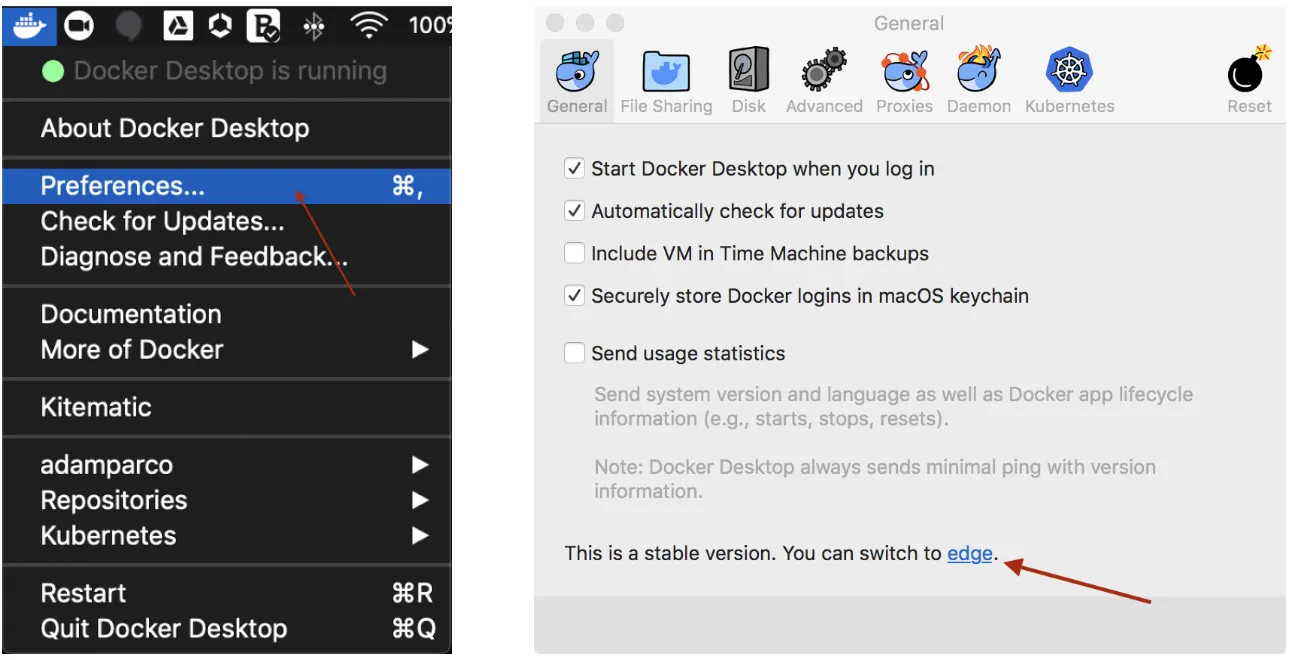 100%
Docker Desktop is running
About Docker Desktop
Preferences... ⌘,
Check for Updates...
Diagnose and Feedback...
Documentation
More of Docker
Kitematic
adamparco
Repositories
Kubernetes
Restart ⌘R
Quit Docker Desktop ⌘Q
General
General File Sharing Disk Advanced Proxies Daemon Kubernetes Reset
Start Docker Desktop when you log in
Automatically check for updates
Include VM in Time Machine backups
Securely store Docker logins in macOS keychain
Send usage statistics
Send system version and language as well as Docker app lifecycle
information (e.g., starts, stops, resets).
Note: Docker Desktop always sends minimal ping with version
information.
This is a stable version. You can switch to edge.